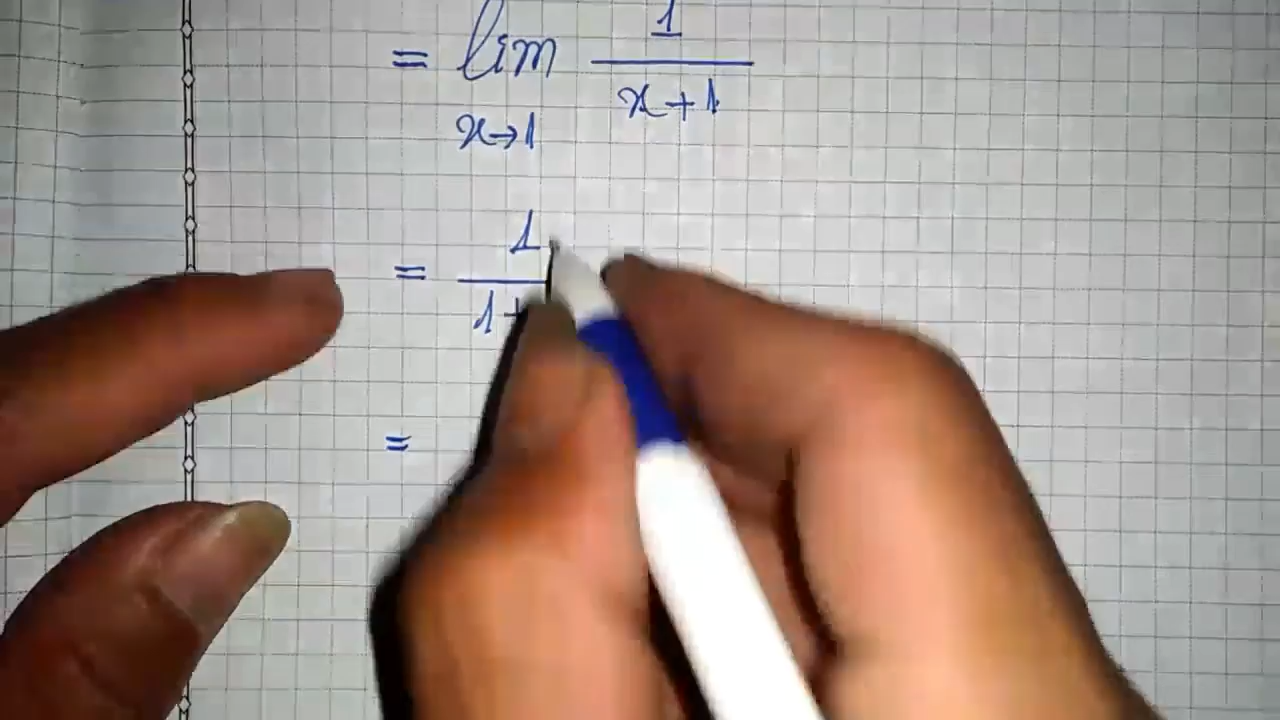 = lim 1/(x+1)
x→1
= 1/(1+
=